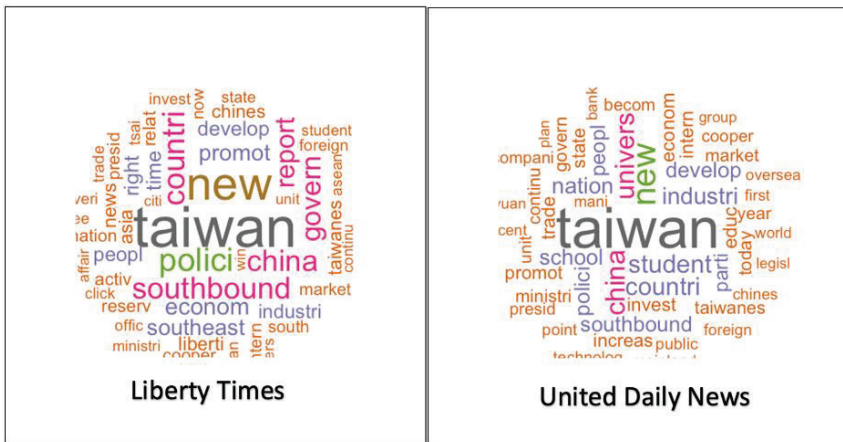 invest now state
chines
tsai relat countri develop report student
foreign
trade presid right time promot
news new govern asean
citi unit
asia taiwan taiwanes
nation
peopl polici win china continu
affair activ
click southbound market
reserv econom industri
offic southeast south
ministri liberti
cooper
Liberty Times
bank becom
plan govern state peopl univers new econom intern group
cooper
market
develop
continu nation industri oversea
mani first
yuan trade taiwan educ year
cent world
unit school student today
legisl
promot polici china countri parti
ministri chines
presid invest taiwanes
point southbound foreign
increas public
technolog
United Daily News